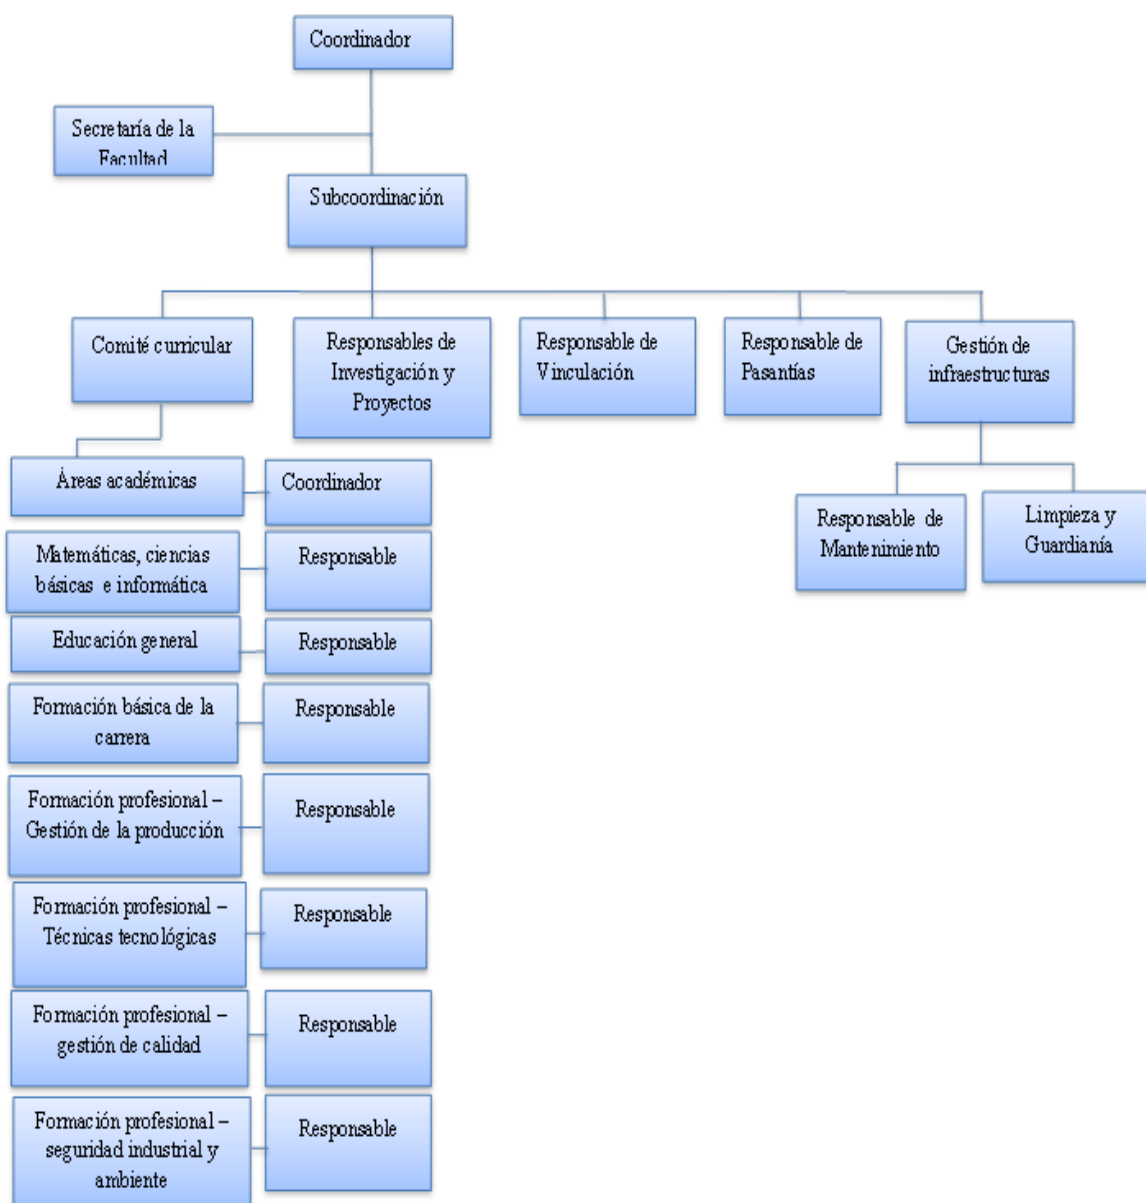 Coordinador
Secretaría de la
Facultad
Subcoordinación
Comité curricular
Responsables de
Investigación y
Proyectos
Responsable de
Vinculación
Responsable de
Pasantías
Gestión de
infraestructuras
Áreas académicas
Coordinador
Responsable de
Mantenimiento
Limpieza y
Guardianía
Matemáticas, ciencias
básicas e informática
Responsable
Educación general
Responsable
Formación básica de la
carrera
Responsable
Formación profesional –
Gestión de la producción
Responsable
Formación profesional –
Técnicas tecnológicas
Responsable
Formación profesional –
gestión de calidad
Responsable
Formación profesional –
seguridad industrial y
ambiente
Responsable